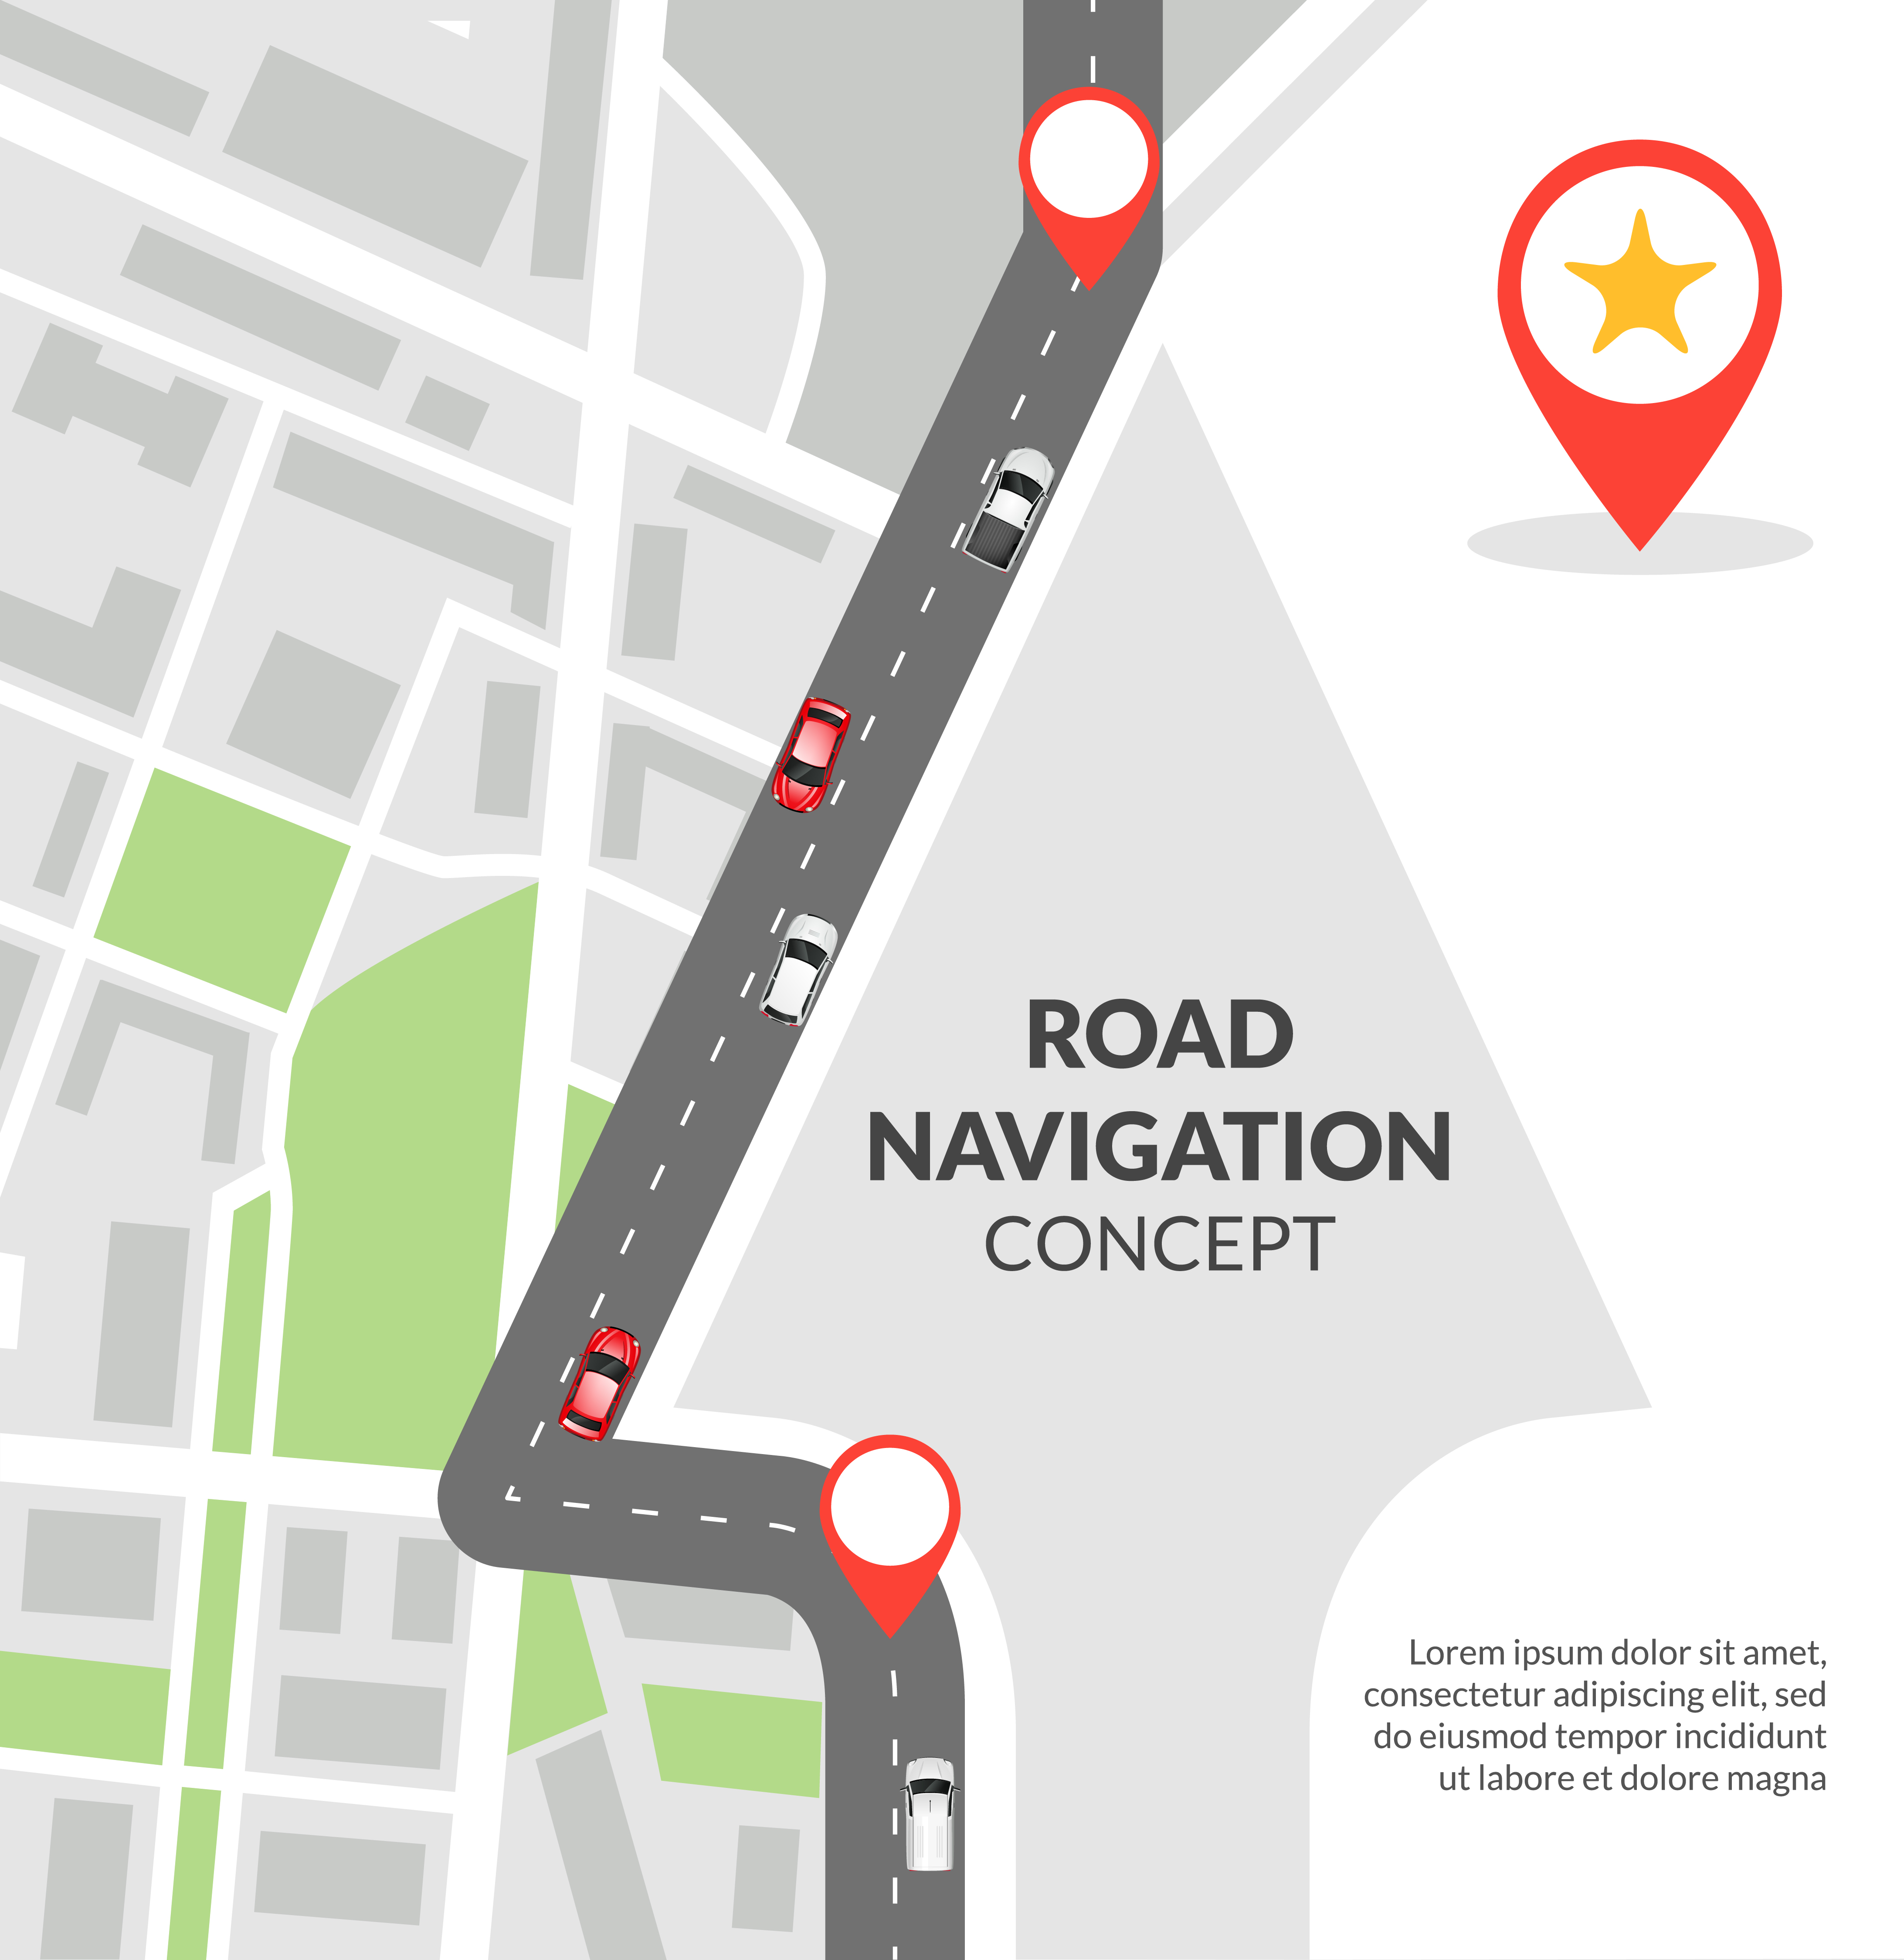 ROAD
NAVIGATION
CONCEPT
Lorem ipsum dolor sit amet,
consectetur adipiscing elit, sed
do eiusmod tempor incididunt
ut labore et dolore magna